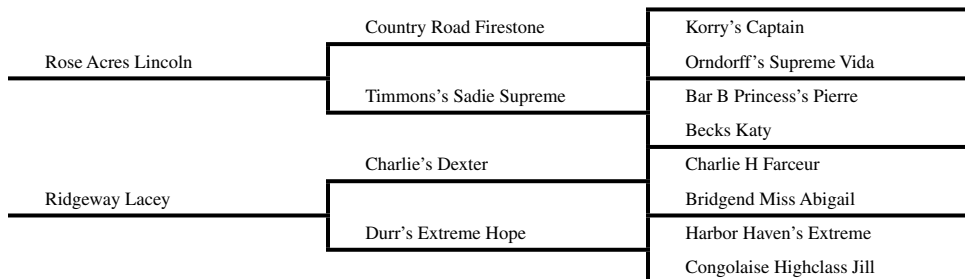 Country Road Firestone
Korry's Captain
Rose Acres Lincoln
Orndorff's Supreme Vida
Timmons's Sadie Supreme
Bar B Princess's Pierre
Becks Katy
Charlie's Dexter
Charlie H Farceur
Ridgeway Lacey
Bridgend Miss Abigail
Durr's Extreme Hope
Harbor Haven's Extreme
Congolaise Highclass Jill